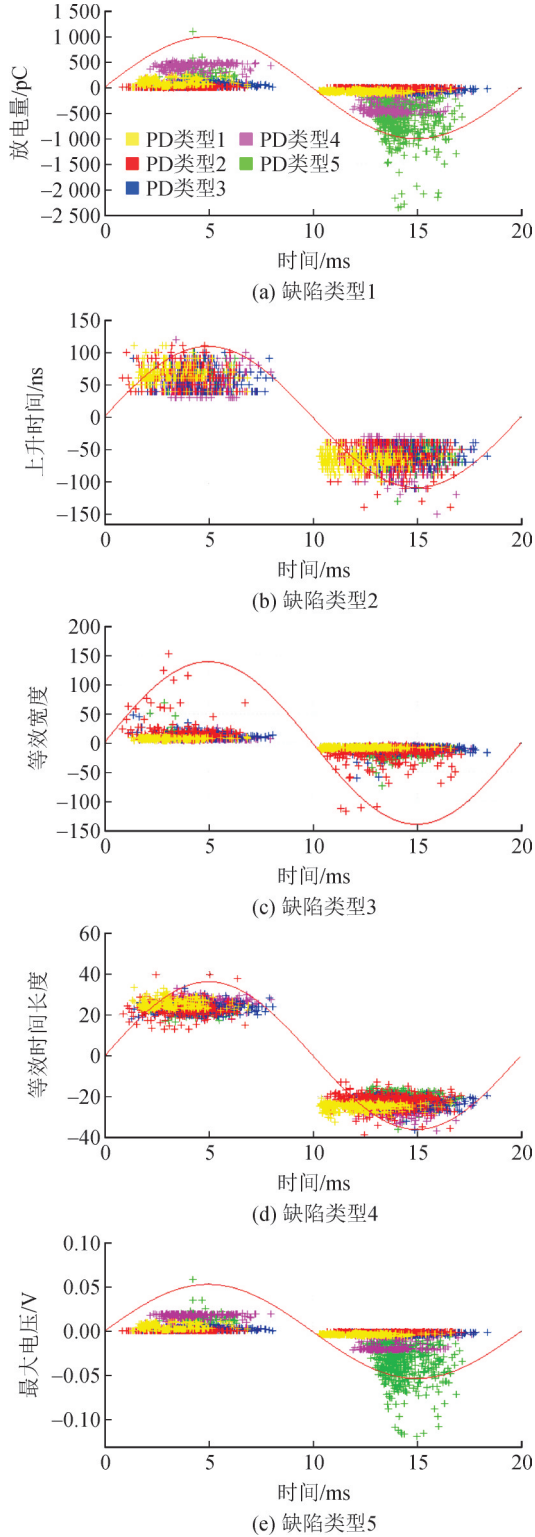 1 000
500
0
−500
−1 000
−1 500
−2 000
−2 500
放电量/pC
PD类型1 PD类型4
PD类型2 PD类型5
PD类型3
0 5 10 15 20
时间/ms
(a) 缺陷类型1
150
100
50
0
−50
−100
−150
上升时间/ns
0 5 10 15 20
时间/ms
(b) 缺陷类型2
200
150
100
50
0
−50
−100
−150
等效宽度
0 5 10 15 20
时间/ms
(c) 缺陷类型3
60
40
20
0
−20
−40
等效时间长度
0 5 10 15 20
时间/ms
(d) 缺陷类型4
0.10
0.05
0.00
−0.05
−0.10
最大电压/V
0 5 10 15 20
时间/ms
(e) 缺陷类型5